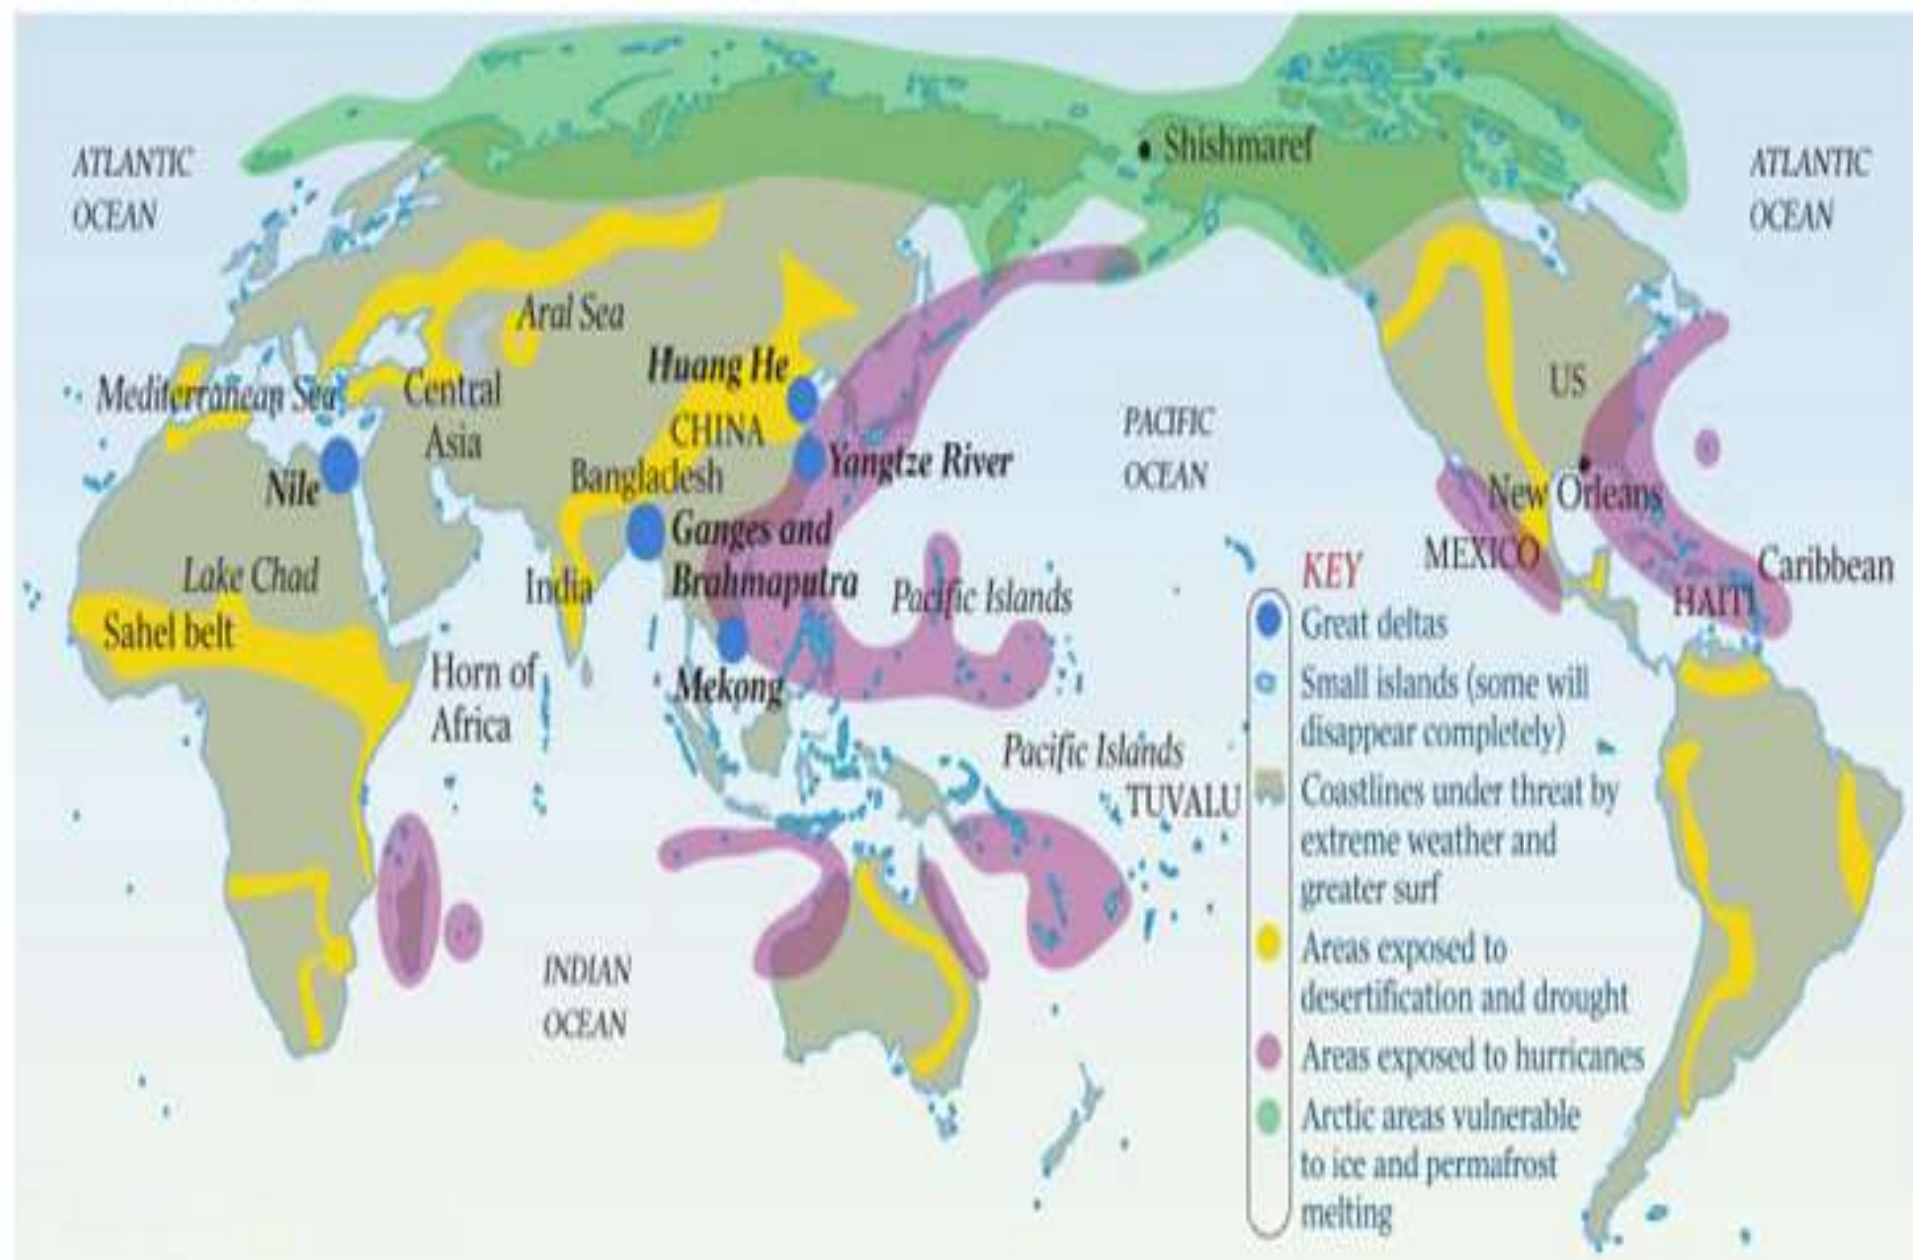 ATLANTIC
OCEAN
Shishmaref
ATLANTIC
OCEAN
Aral Sea
Huang He
Mediterranean Sea
Central
Asia
CHINA
US
PACIFIC
OCEAN
Bangladesh
Yangtze River
Nile
New Orleans
Ganges and
Brahmaputra
Lake Chad
India
Pacific Islands
MEXICO
Caribbean
HAITI
Sahel belt
Horn of
Africa
Mekong
Pacific Islands
TUVALU
INDIAN
OCEAN
KEY
Great deltas
Small islands (some will
disappear completely)
Coastlines under threat by
extreme weather and
greater surf
Areas exposed to
desertification and drought
Areas exposed to hurricanes
Arctic areas vulnerable
to ice and permafrost
melting